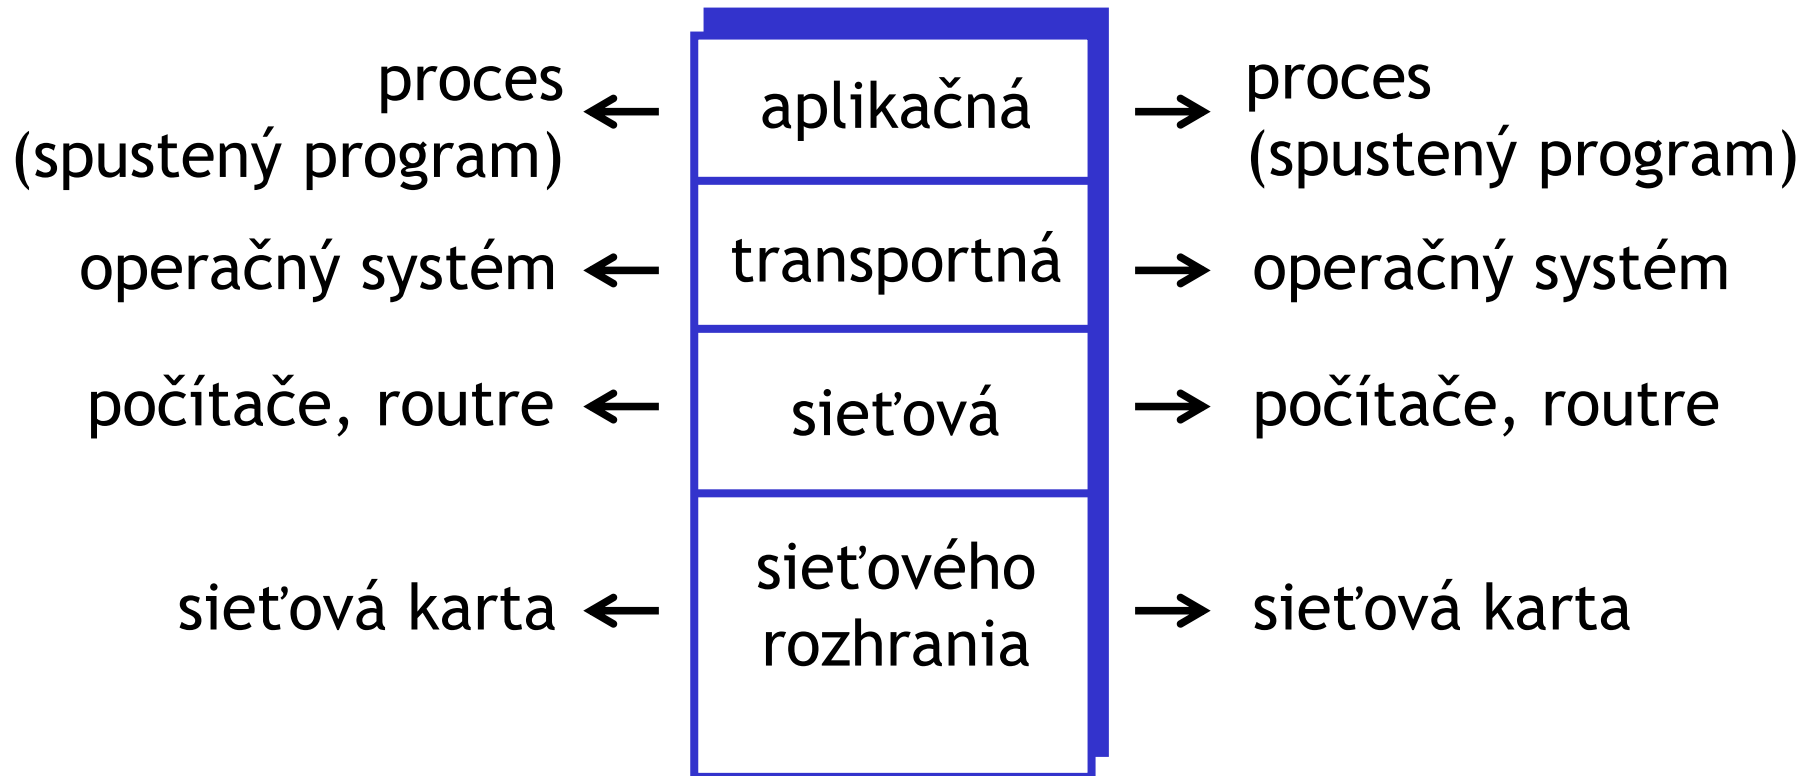 proces
(spustený program)
aplikačná
proces
(spustený program)
operačný systém
transportná
operačný systém
počítače, routre
sieťová
počítače, routre
sieťová karta
sieťového
rozhrania
sieťová karta